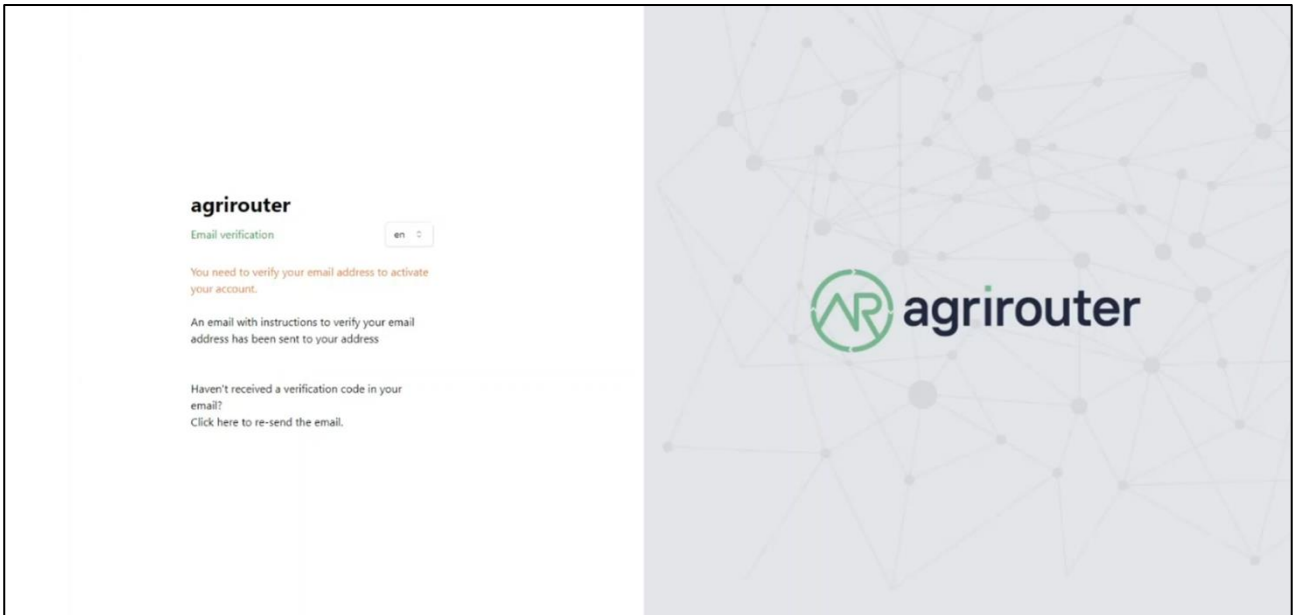 agrirouter
Email verification
en
You need to verify your email address to activate
your account.
An email with instructions to verify your email
address has been sent to your address
Haven't received a verification code in your
email?
Click here to re-send the email.
AR agrirouter